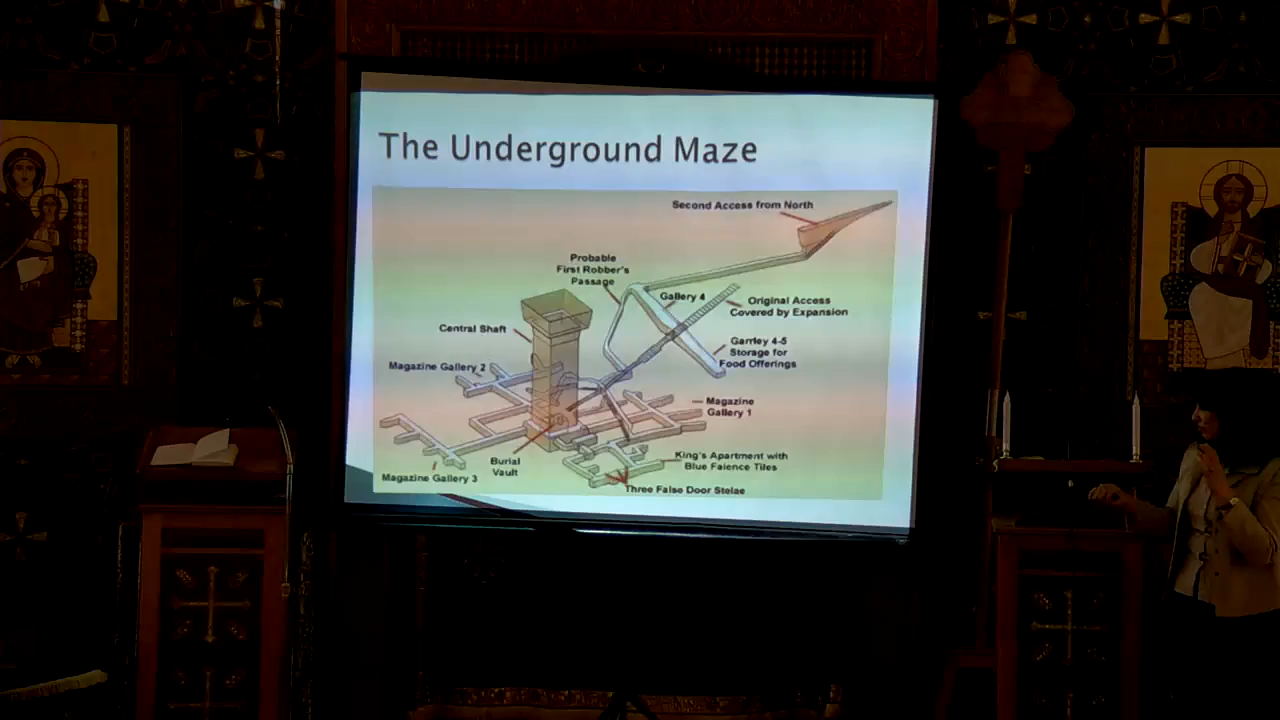 The Underground Maze
Second Access from North
Probable
First Robber's
Passage
Gallery 4
Original Access
Covered by Expansion
Central Shaft
Garrley 4-5
Storage for
Food Offerings
Magazine Gallery 2
Magazine
Gallery 1
King's Apartment with
Blue Faience Tiles
Burial
Vault
Magazine Gallery 3
Three False Door Stelae